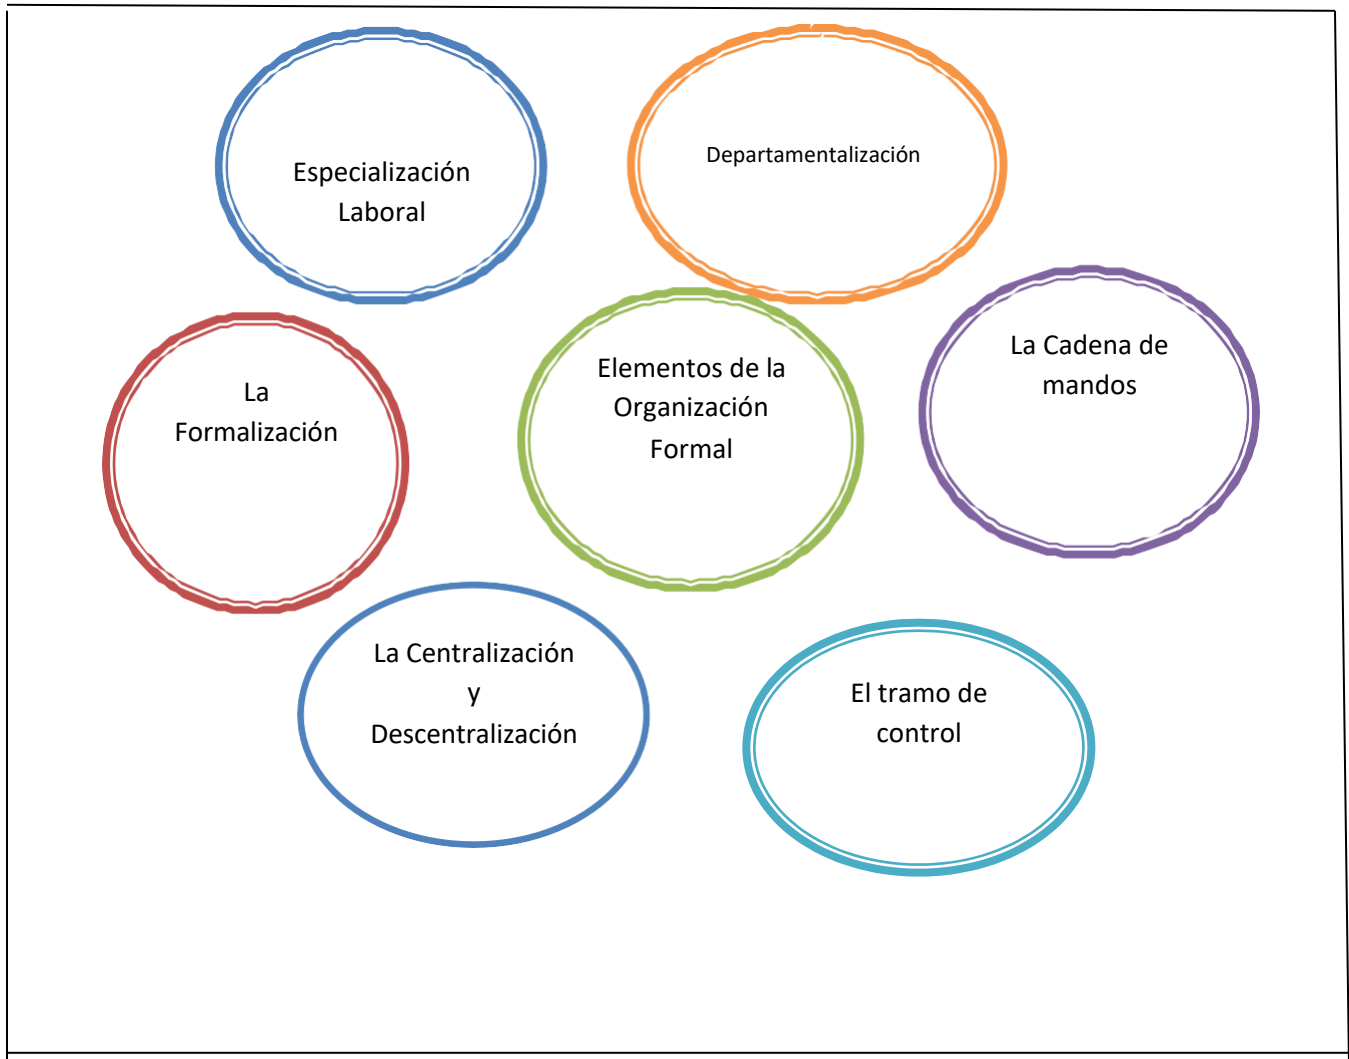 Especialización
Laboral
Departamentalización
La
Formalización
Elementos de la
Organización
Formal
La Cadena de
mandos
La Centralización
y
Descentralización
El tramo de
control